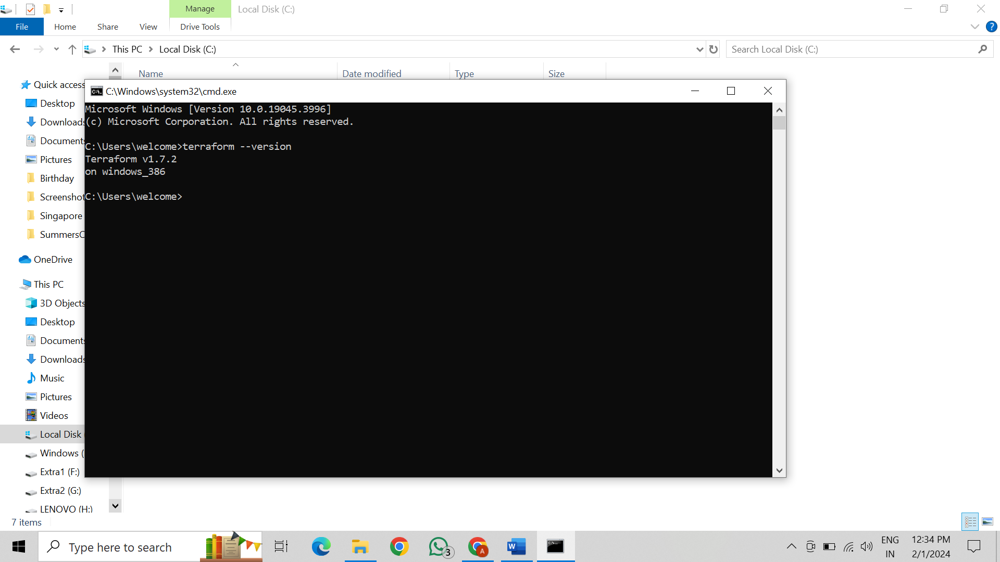 Manage
Local Disk (C:)
File
Home
Share
View
Drive Tools
?
This PC
Local Disk (C:)
Search Local Disk (C:)
Name
Date modified
Type
Size
Quick access
Desktop
Downloads
Documents
Pictures
Birthday
Screenshot
Singapore
SummersC
OneDrive
This PC
3D Objects
Desktop
Documents
Downloads
Music
Pictures
Videos
Local Disk
Windows (
Extra1 (F:)
Extra2 (G:)
LENOVO (H:)
C:\Windows\system32\cmd.exe
Microsoft Windows [Version 10.0.19045.3996]
(c) Microsoft Corporation. All rights reserved.
C:\Users\welcome>terraform --version
Terraform v1.7.2
on windows_386
C:\Users\welcome>
7 items
Type here to search
3
A
W
ENG
IN
12:34 PM
2/1/2024